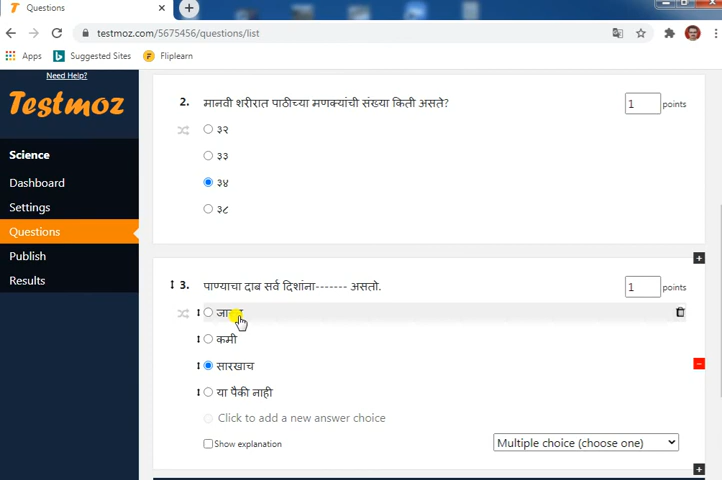 Questions
testmoz.com/5675456/questions/list
Apps
Suggested Sites
Fliplearn
Need Help?
Testmoz
Science
Dashboard
Settings
Questions
Publish
Results
2. मानवी शरीरात पाठीच्या मणक्यांची संख्या किती असते?
1 points
३२
३३
३४
३८
3. पाण्याचा दाब सर्व दिशांना------- असतो.
1 points
कमी
सारखाच
या पैकी नाही
Click to add a new answer choice
Show explanation
Multiple choice (choose one)